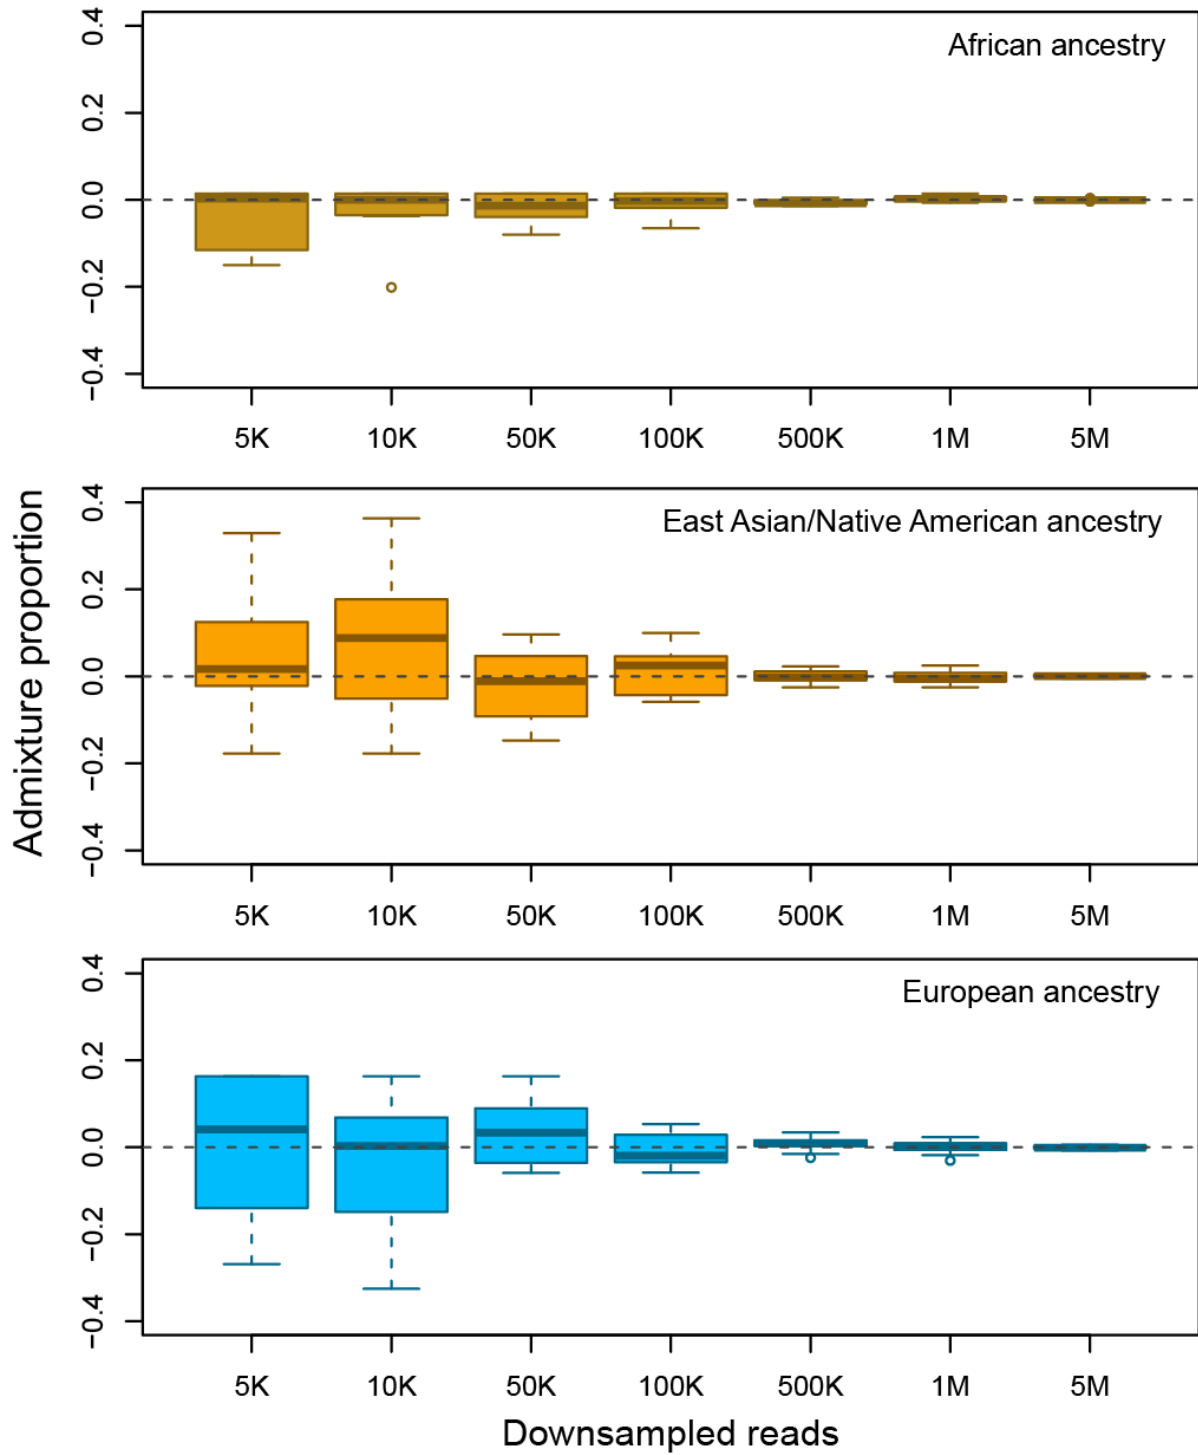 African ancestry
0.4
0.2
0.0
−0.2
−0.4
5K 10K 50K 100K 500K 1M 5M
East Asian/Native American ancestry
0.4
0.2
0.0
−0.2
−0.4
5K 10K 50K 100K 500K 1M 5M
Admixture proportion
European ancestry
0.4
0.2
0.0
−0.2
−0.4
5K 10K 50K 100K 500K 1M 5M
Downsampled reads